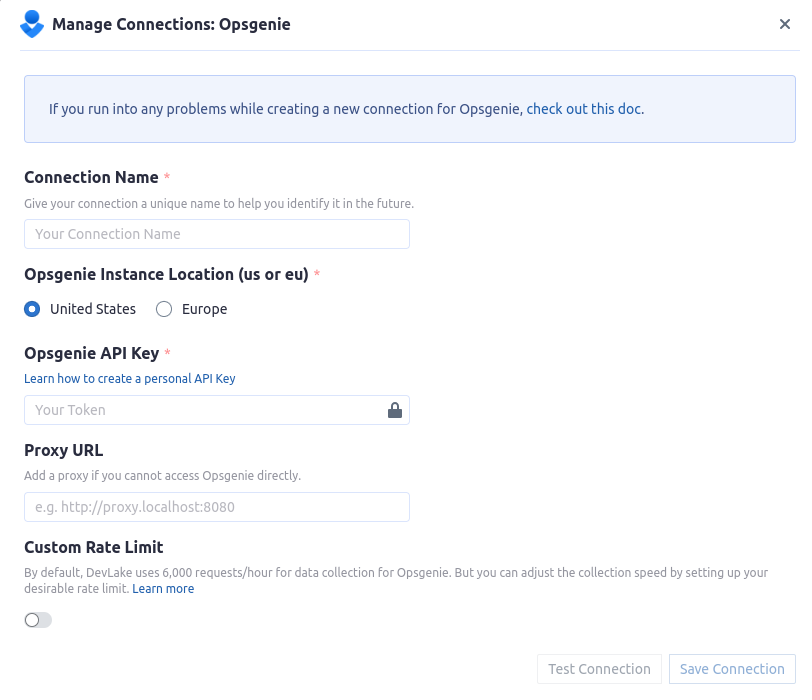 Manage Connections: Opsgenie
If you run into any problems while creating a new connection for Opsgenie, check out this doc.
Connection Name *
Give your connection a unique name to help you identify it in the future.
Your Connection Name
Opsgenie Instance Location (us or eu) *
United States
Europe
Opsgenie API Key *
Learn how to create a personal API Key
Your Token
Proxy URL
Add a proxy if you cannot access Opsgenie directly.
e.g. http://proxy.localhost:8080
Custom Rate Limit
By default, DevLake uses 6,000 requests/hour for data collection for Opsgenie. But you can adjust the collection speed by setting up your
desirable rate limit. Learn more
Test Connection
Save Connection